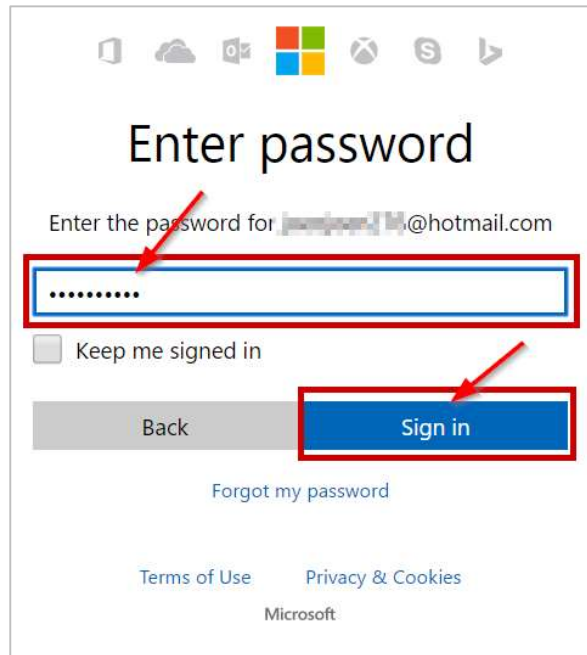 Enter password
Enter the password for @hotmail.com
••••••••••
Keep me signed in
Back
Sign in
Forgot my password
Terms of Use
Privacy & Cookies
Microsoft